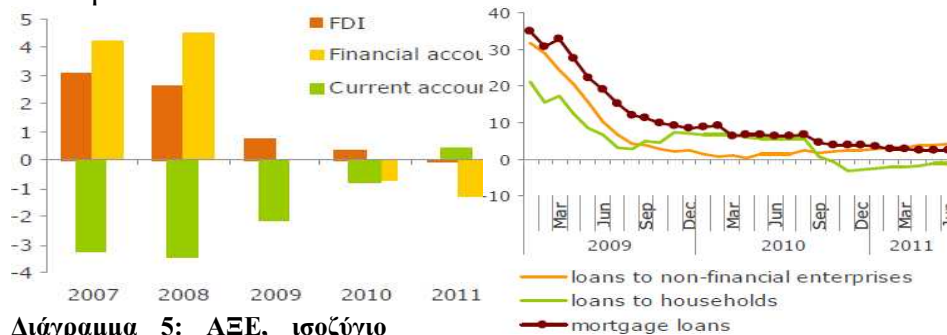 5
4
3
2
1
0
-1
-2
-3
-4
FDI
Financial accou
Current accoun
2007 2008 2009 2010 2011
Διάγραμμα 5: ΑΞΕ, ισοζύγιο
40
30
20
10
0
-10
Mar Jun Sep Dec Mar Jun Sep Dec Mar
2009 2010 2011
loans to non-financial enterprises
loans to households
mortgage loans